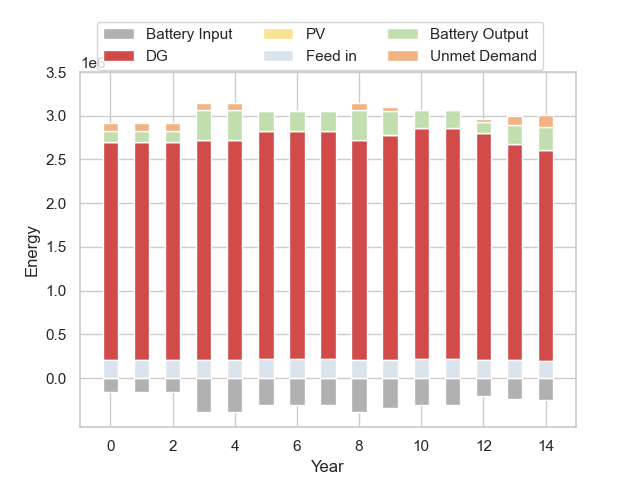 Battery Input PV Battery Output
DG Feed in Unmet Demand
1e6
3.5
3.0
2.5
2.0
1.5
1.0
0.5
0.0
Energy
0 2 4 6 8 10 12 14
Year